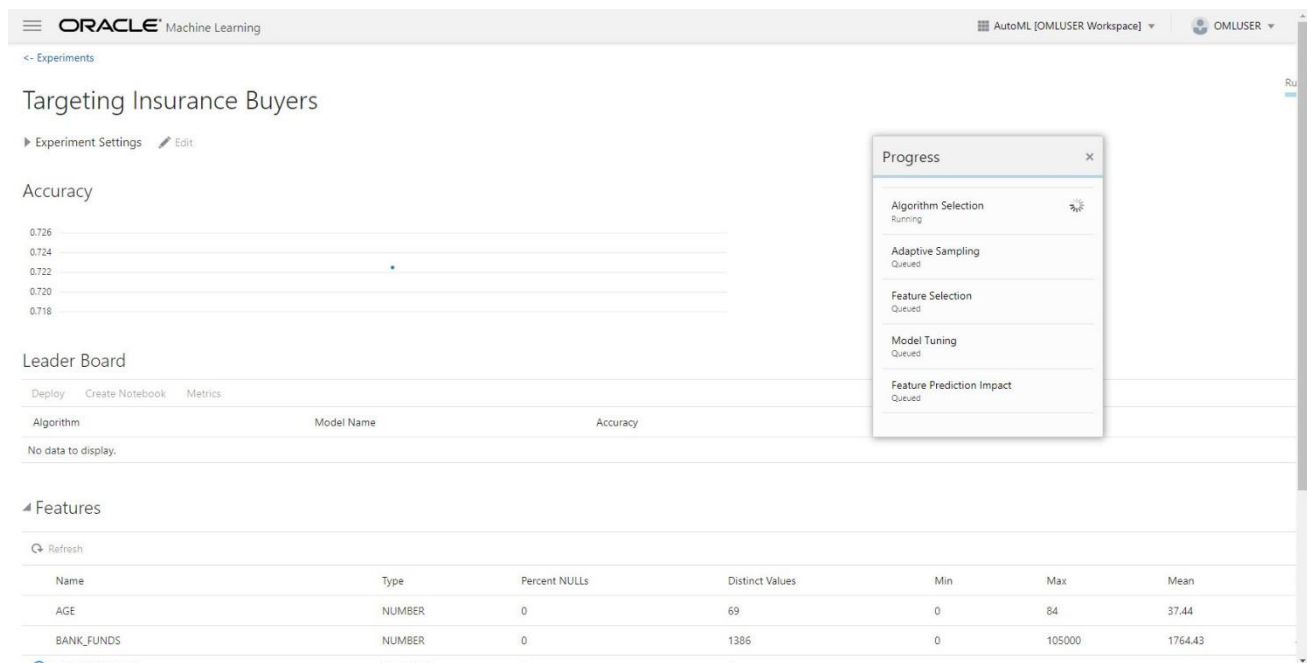 ORACLE Machine Learning
AutoML [OMLUSER Workspace]
OMLUSER
<- Experiments
Ru
Targeting Insurance Buyers
Experiment Settings Edit
Accuracy
0.726
0.724
0.722
0.720
0.718
Progress
Algorithm Selection
Running
Adaptive Sampling
Queued
Feature Selection
Queued
Model Tuning
Queued
Feature Prediction Impact
Queued
Leader Board
Deploy Create Notebook Metrics
Algorithm Model Name Accuracy
No data to display.
Features
Refresh
Name Type Percent NULLs Distinct Values Min Max Mean
AGE NUMBER 0 69 0 84 37.44
BANK_FUNDS NUMBER 0 1386 0 105000 1764.43